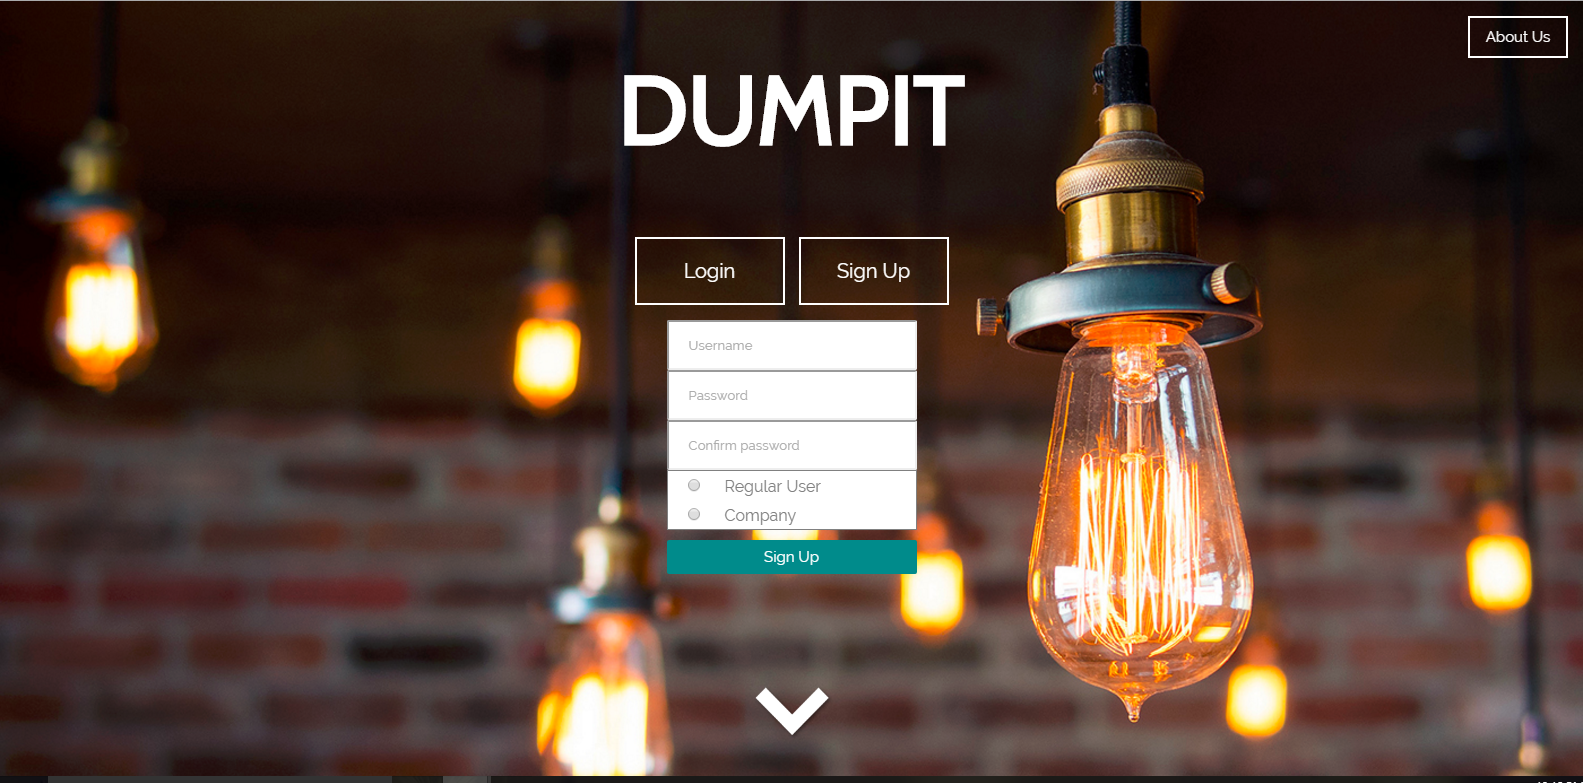 About Us
DUMPIT
Login
Sign Up
Username
Password
Confirm password
Regular User
Company
Sign Up